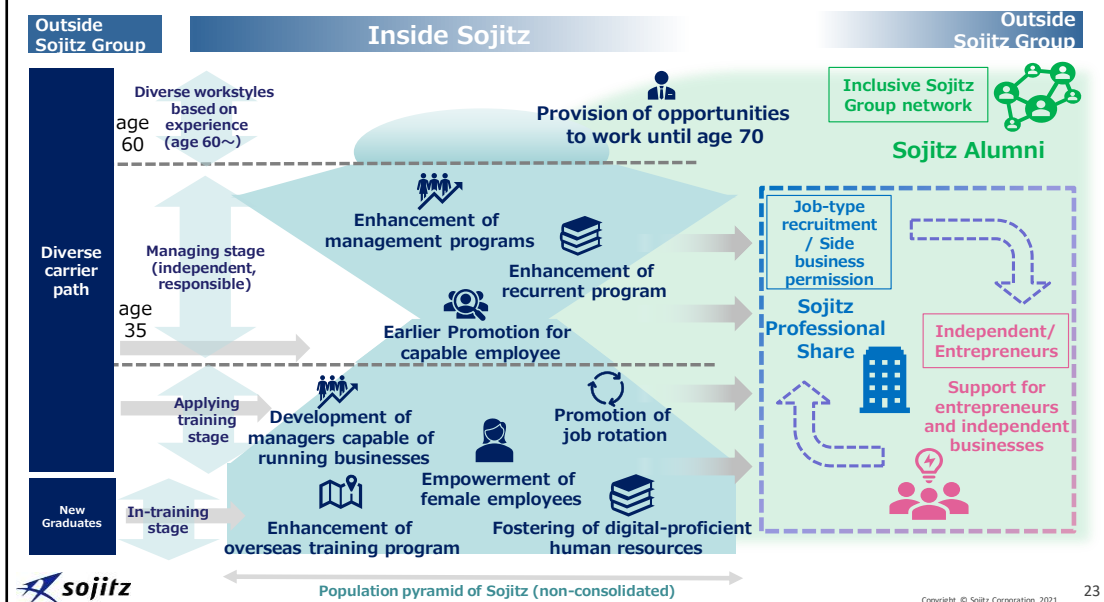 Outside
Sojitz Group
Inside Sojitz
Outside
Sojitz Group
Diverse
carrier
path
New
Graduates
age
60
age
35
Diverse workstyles
based on
experience
(age 60～)
Managing stage
(independent,
responsible)
Applying
training
stage
In-training
stage
Provision of opportunities
to work until age 70
Enhancement of
management programs
Enhancement of
recurrent program
Earlier Promotion for
capable employee
Development of
managers capable of
running businesses
Promotion of
job rotation
Empowerment of
female employees
Enhancement of
overseas training program
Fostering of digital-proficient
human resources
Population pyramid of Sojitz (non-consolidated)
Inclusive Sojitz
Group network
Sojitz Alumni
Job-type
recruitment
/ Side
business
permission
Sojitz
Professional
Share
Independent/
Entrepreneurs
Support for
entrepreneurs
and independent
businesses
sojitz
Copyright © Sojitz Corporation 2021
23